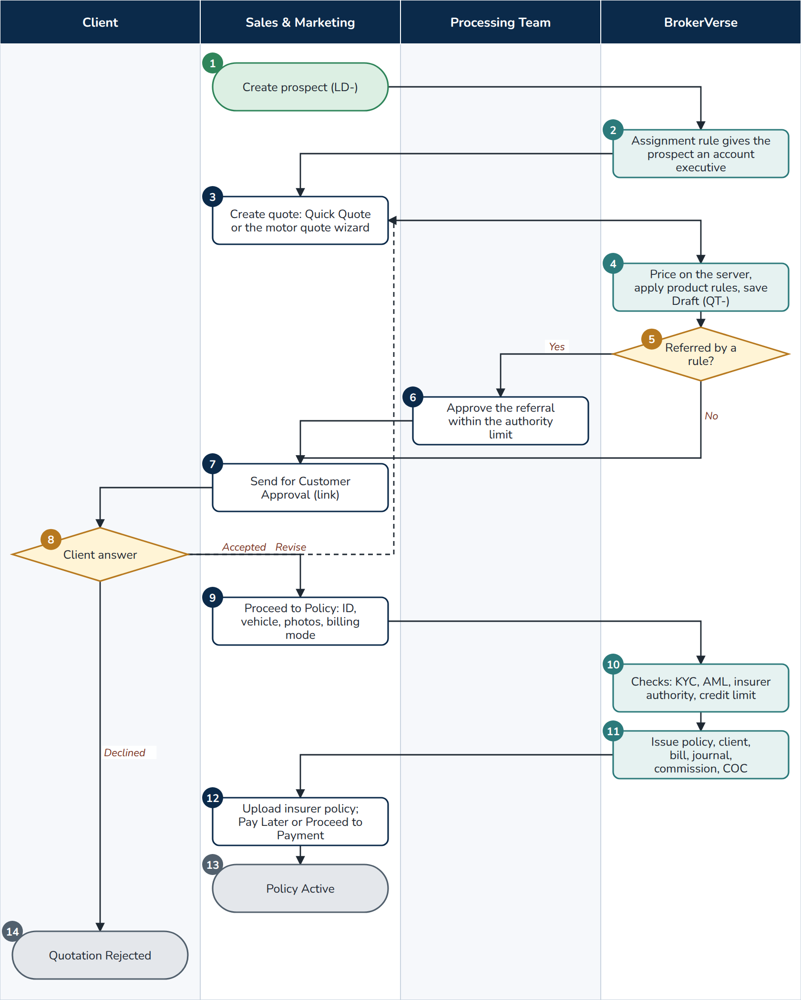 Client
Sales & Marketing
Processing Team
BrokerVerse
1
Create prospect (LD-)
2
Assignment rule gives the
prospect an account
executive
3
Create quote: Quick Quote
or the motor quote wizard
4
Price on the server,
apply product rules, save
Draft (QT-)
5
Referred by a
rule?
Yes
No
6
Approve the referral
within the authority
limit
7
Send for Customer
Approval (link)
8
Client answer
Accepted
Revise
Declined
9
Proceed to Policy: ID,
vehicle, photos, billing
mode
10
Checks: KYC, AML, insurer
authority, credit limit
11
Issue policy, client,
bill, journal,
commission, COC
12
Upload insurer policy;
Pay Later or Proceed to
Payment
13
Policy Active
14
Quotation Rejected